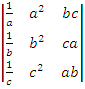 1/a a² bc
1/b b² ca
1/c c² ab